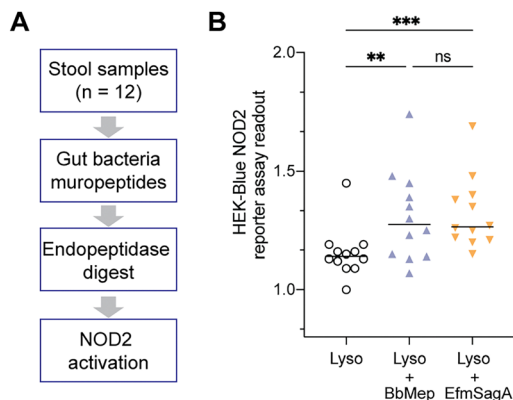 A
Stool samples
(n = 12)
Gut bacteria
muropeptides
Endopeptidase
digest
NOD2
activation
B
HEK-Blue NOD2
reporter assay readout
2.0
1.5
1.0
***
**
ns
Lyso
Lyso
+
BbMep
Lyso
+
EfmSagA